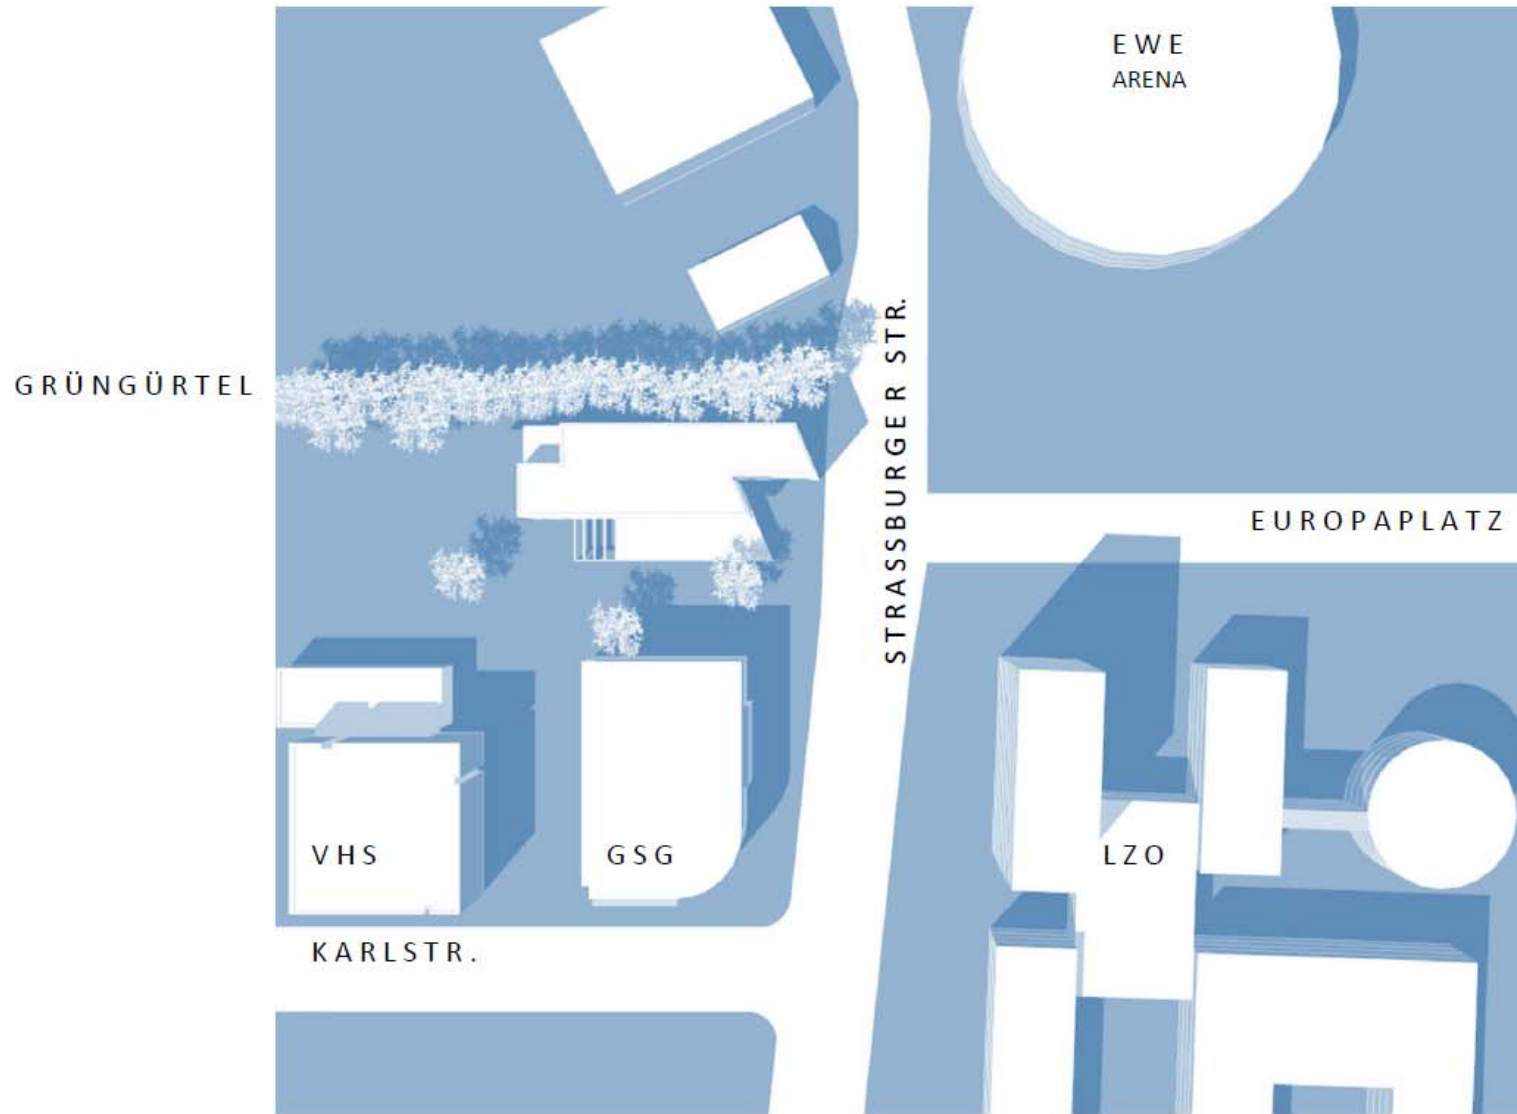 EWE
ARENA
GRÜNGÜRTEL
STRASSBURGER STR.
EUROPAPLATZ
VHS
GSG
LZO
KARLSTR.